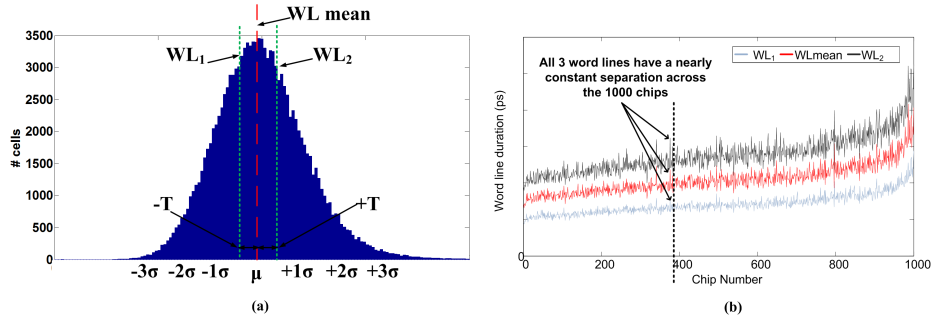 WL mean
WL1
WL2
3500
3000
2500
2000
1500
1000
500
0
# cells
-T
+T
-3σ -2σ -1σ μ +1σ +2σ +3σ
(a)
WL1 WLmean WL2
All 3 word lines have a nearly
constant separation across
the 1000 chips
Word line duration (ps)
0 200 400 600 800 1000
Chip Number
(b)